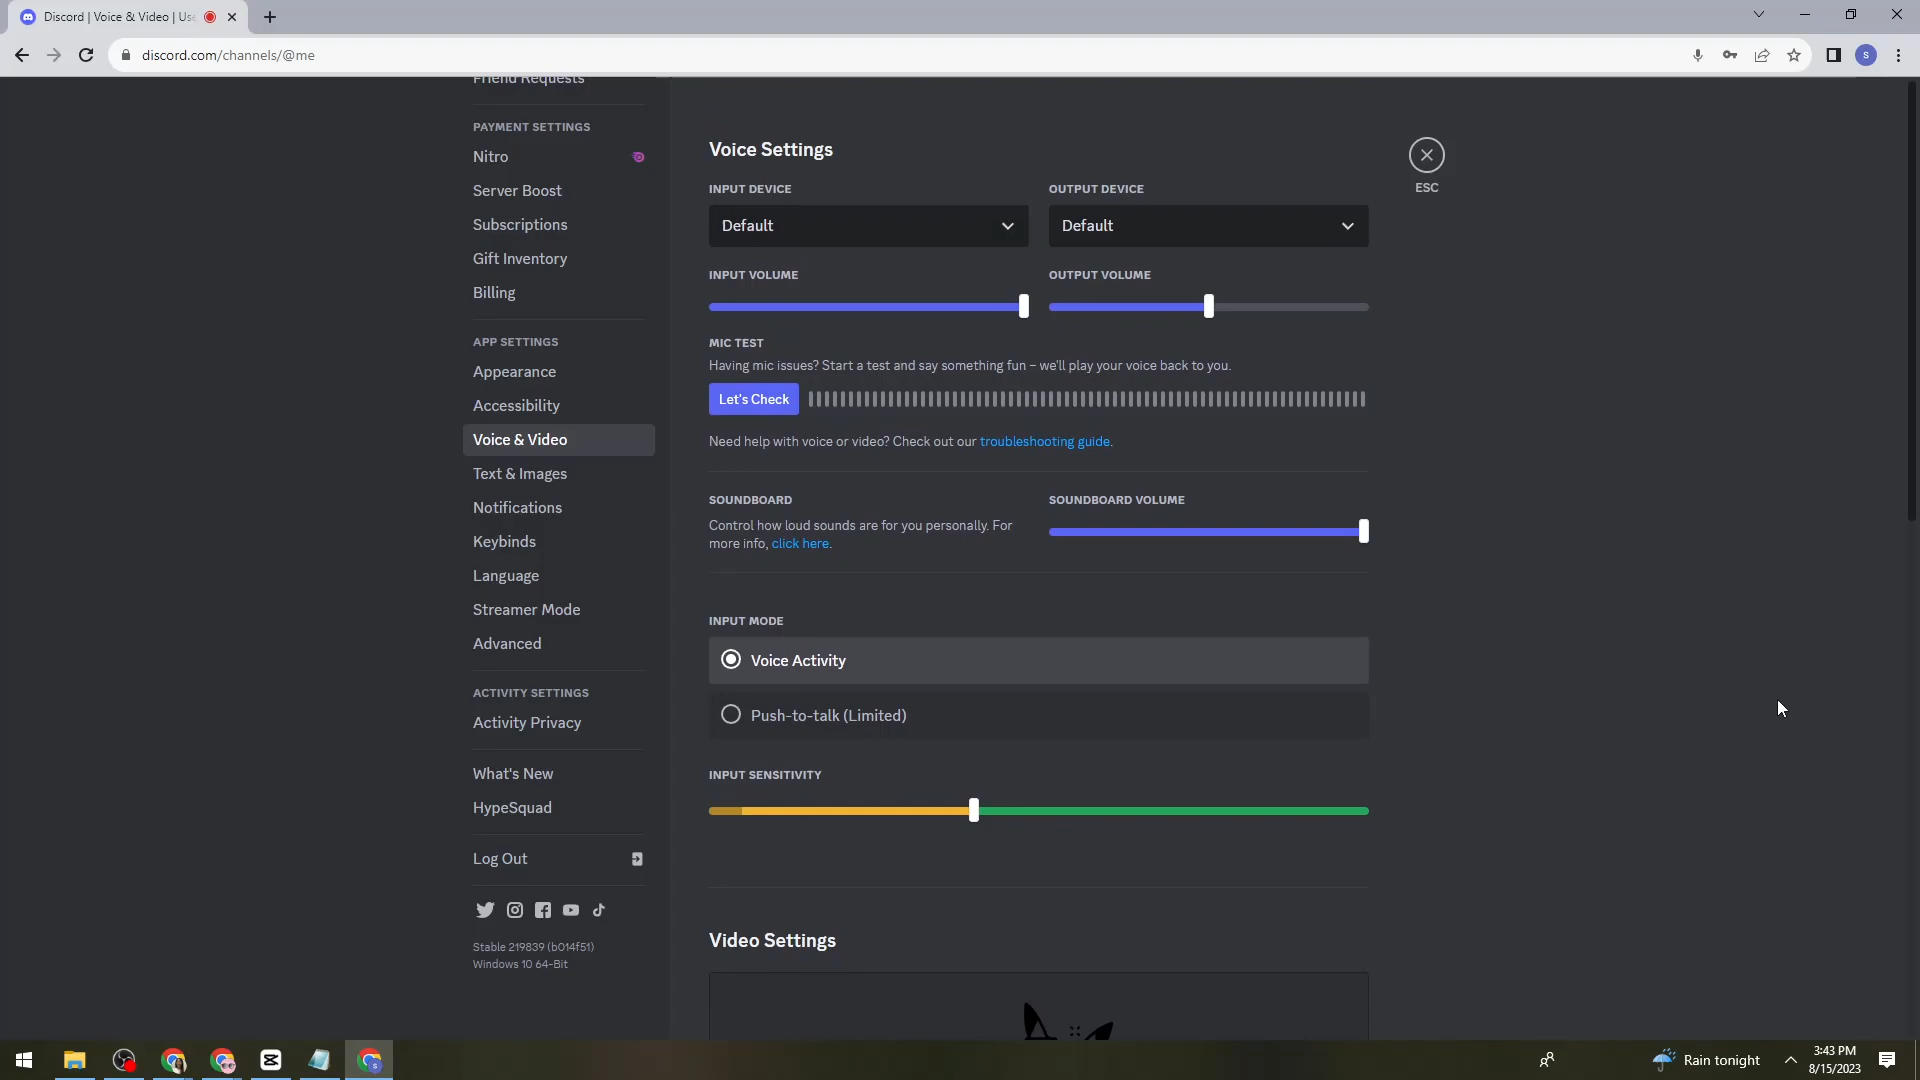 Discord | Voice & Video | Us
discord.com/channels/@me
S
Friend Requests
PAYMENT SETTINGS
Nitro
Server Boost
Subscriptions
Gift Inventory
Billing
APP SETTINGS
Appearance
Accessibility
Voice & Video
Text & Images
Notifications
Keybinds
Language
Streamer Mode
Advanced
ACTIVITY SETTINGS
Activity Privacy
What's New
HypeSquad
Log Out
Stable 219839 (b014f51)
Windows 10 64-Bit
Voice Settings
INPUT DEVICE
OUTPUT DEVICE
Default
Default
INPUT VOLUME
OUTPUT VOLUME
MIC TEST
Having mic issues? Start a test and say something fun – we'll play your voice back to you.
Let's Check
Need help with voice or video? Check out our troubleshooting guide.
SOUNDBOARD
SOUNDBOARD VOLUME
Control how loud sounds are for you personally. For
more info, click here.
INPUT MODE
Voice Activity
Push-to-talk (Limited)
INPUT SENSITIVITY
Video Settings
ESC
Rain tonight
3:43 PM
8/15/2023